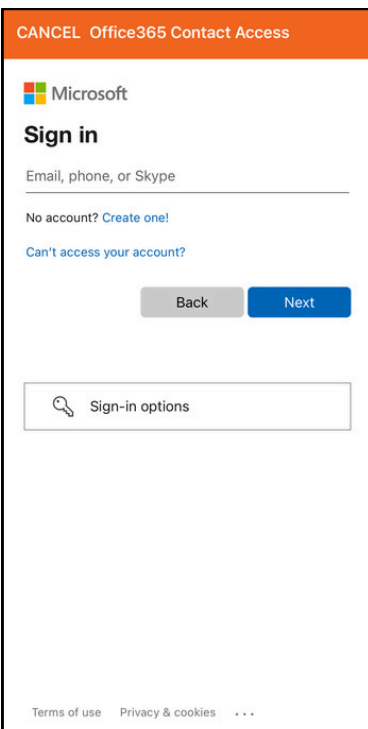 CANCEL Office365 Contact Access
Microsoft
Sign in
Email, phone, or Skype
No account? Create one!
Can't access your account?
Back Next
Sign-in options
Terms of use Privacy & cookies ...